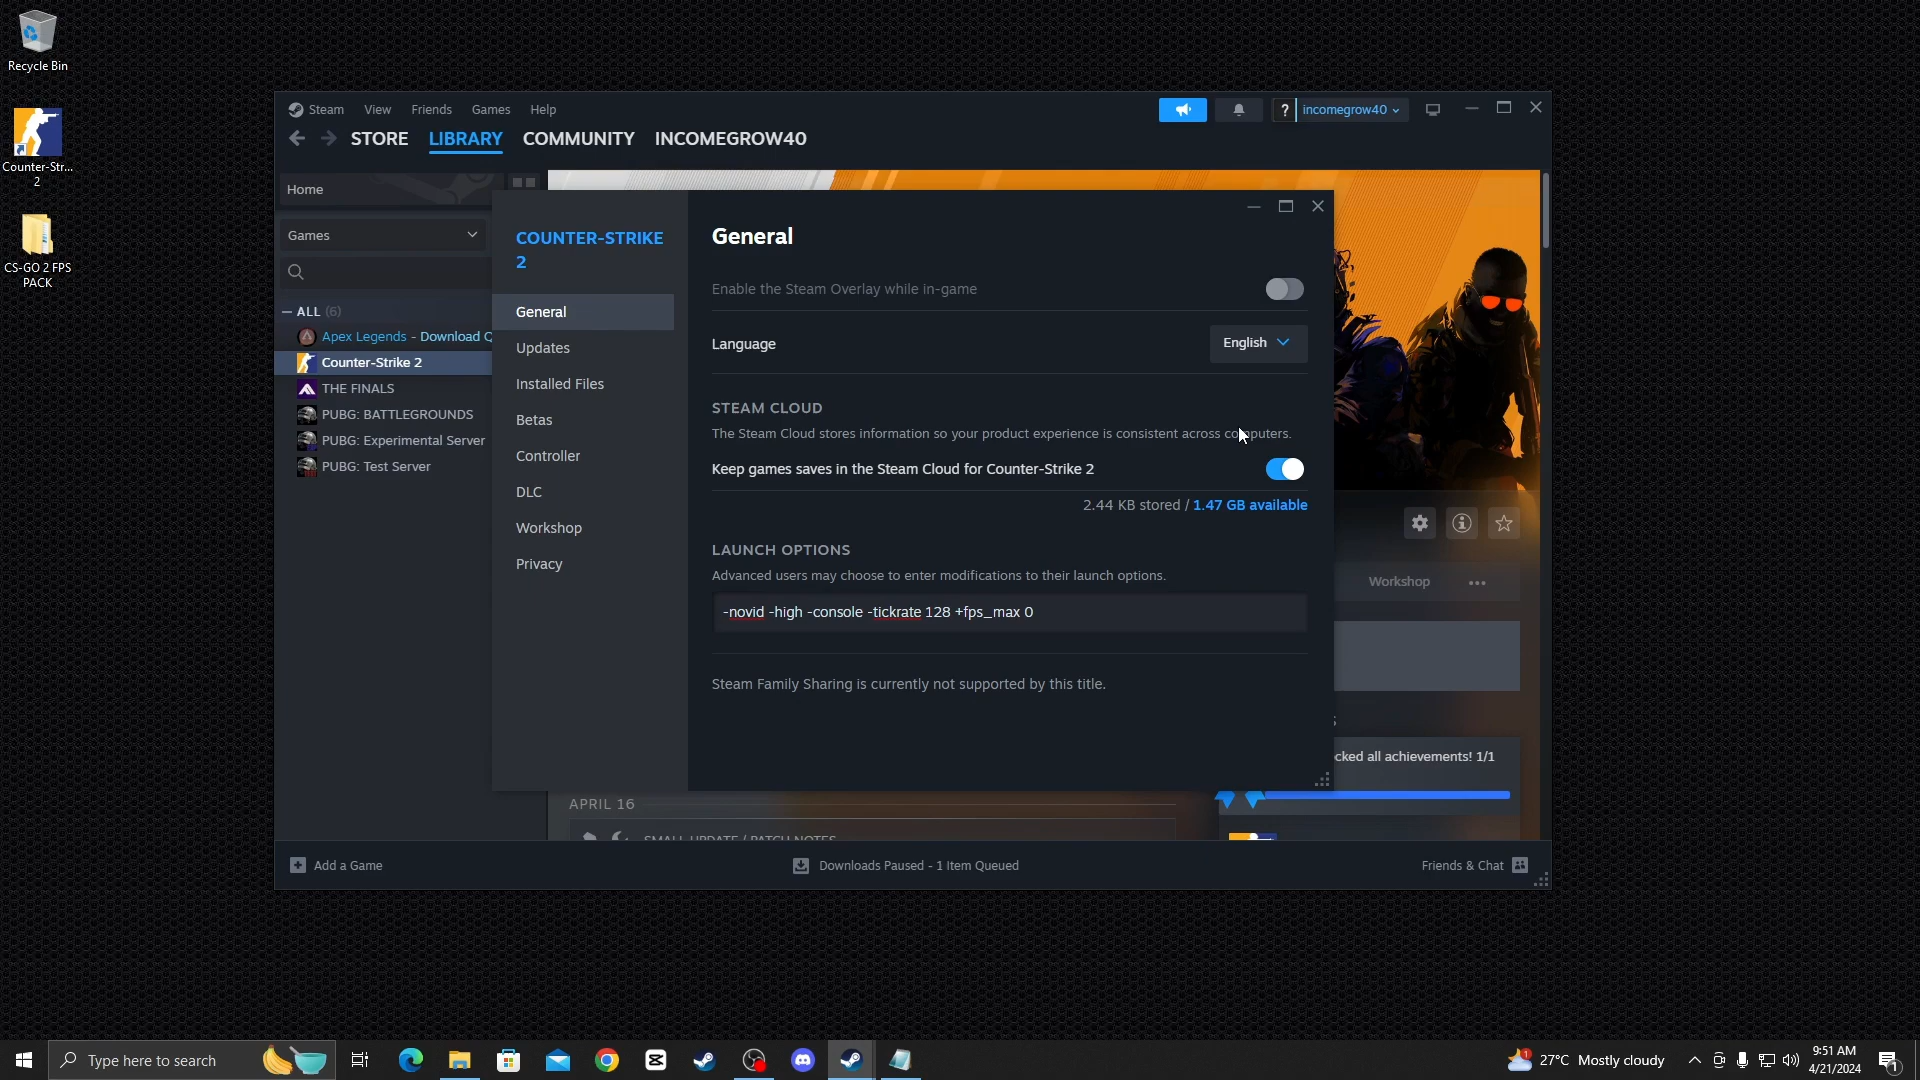 Recycle Bin
Counter-Str...
2
CS-GO 2 FPS
PACK
Steam View Friends Games Help
? incomegrow40
STORE LIBRARY COMMUNITY INCOMEGROW40
Home
Games
ALL (6)
Apex Legends - Download Q
Counter-Strike 2
THE FINALS
PUBG: BATTLEGROUNDS
PUBG: Experimental Server
PUBG: Test Server
COUNTER-STRIKE
2
General
Updates
Installed Files
Betas
Controller
DLC
Workshop
Privacy
General
Enable the Steam Overlay while in-game
Language
English
STEAM CLOUD
The Steam Cloud stores information so your product experience is consistent across computers.
Keep games saves in the Steam Cloud for Counter-Strike 2
2.44 KB stored / 1.47 GB available
LAUNCH OPTIONS
Advanced users may choose to enter modifications to their launch options.
-novid -high -console -tickrate 128 +fps_max 0
Steam Family Sharing is currently not supported by this title.
Workshop
cked all achievements! 1/1
APRIL 16
SMALL UPDATE / PATCH NOTES
Add a Game
Downloads Paused - 1 Item Queued
Friends & Chat
Type here to search
1
27°C Mostly cloudy
9:51 AM
4/21/2024
1